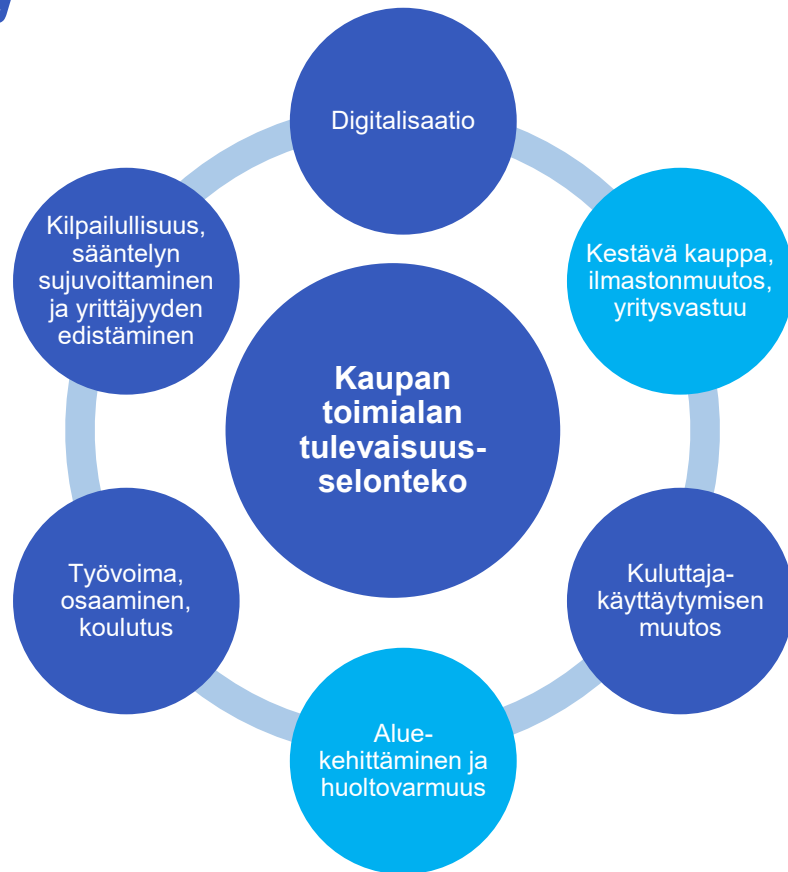 Digitalisaatio
Kestävä kauppa,
ilmastonmuutos,
yritysvastuu
Kuluttaja-
käyttäytymisen
muutos
Alue-
kehittäminen ja
huoltovarmuus
Työvoima,
osaaminen,
koulutus
Kilpailullisuus,
sääntelyn
sujuvoittaminen
ja yrittäjyyden
edistäminen
Kaupan
toimialan
tulevaisuus-
selonteko